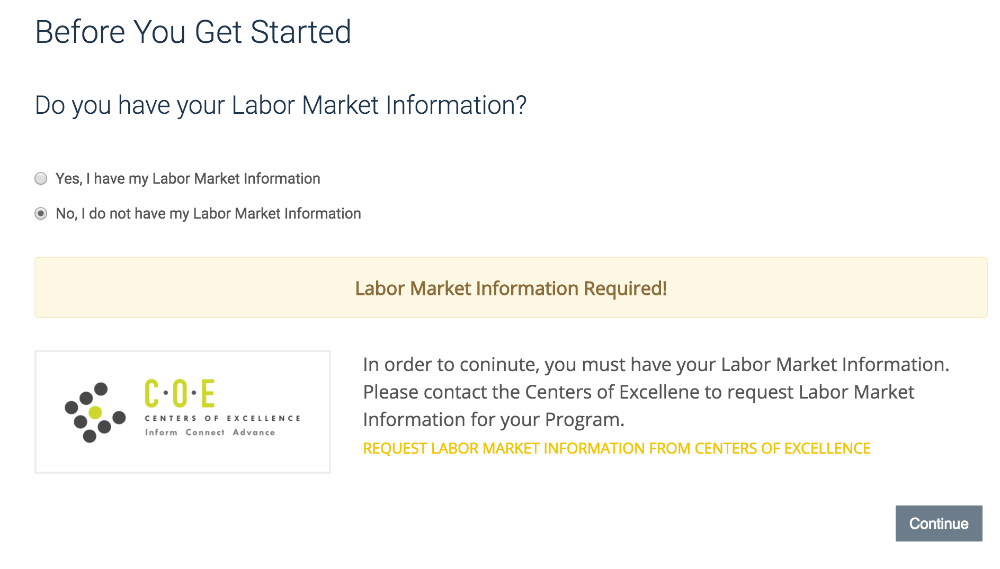 Before You Get Started
Do you have your Labor Market Information?
Yes, I have my Labor Market Information
No, I do not have my Labor Market Information
Labor Market Information Required!
C·O·E
CENTERS OF EXCELLENCE
Inform Connect Advance
In order to coninute, you must have your Labor Market Information.
Please contact the Centers of Excellene to request Labor Market
Information for your Program.
REQUEST LABOR MARKET INFORMATION FROM CENTERS OF EXCELLENCE
Continue